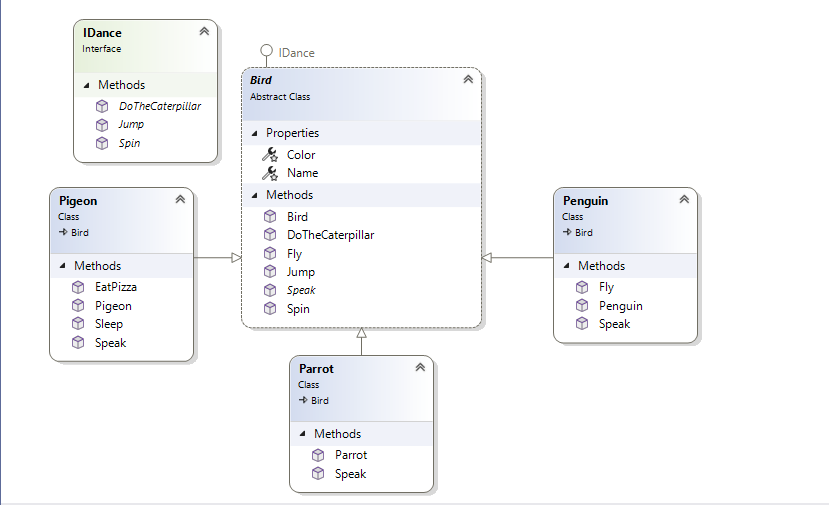 IDance
Interface
Methods
DoTheCaterpillar
Jump
Spin
IDance
Bird
Abstract Class
Properties
Color
Name
Methods
Bird
DoTheCaterpillar
Fly
Jump
Speak
Spin
Pigeon
Class
Bird
Methods
EatPizza
Pigeon
Sleep
Speak
Penguin
Class
Bird
Methods
Fly
Penguin
Speak
Parrot
Class
Bird
Methods
Parrot
Speak